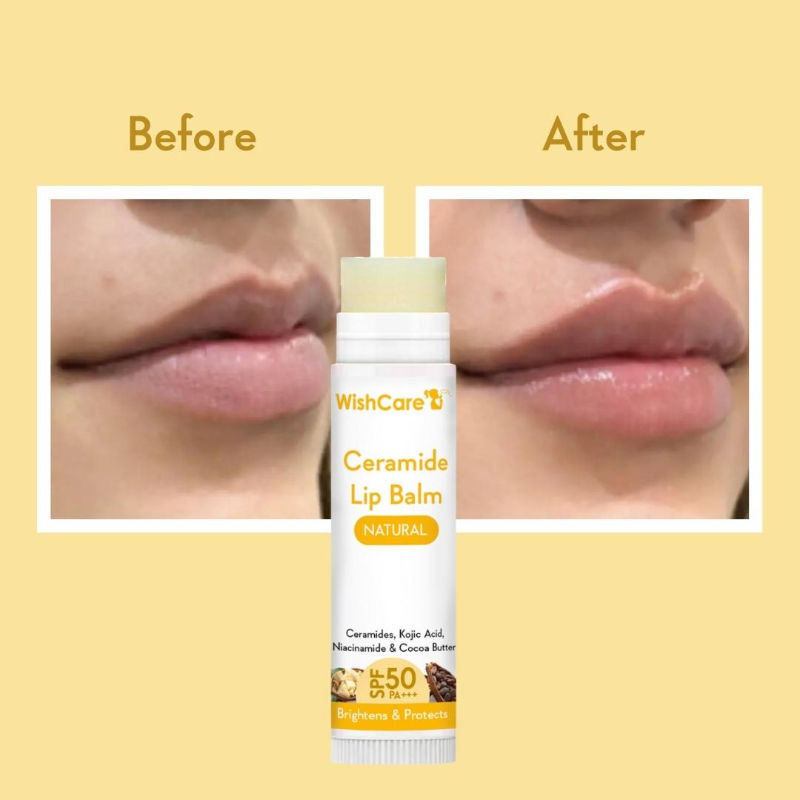 Before
After
WishCare
Ceramide
Lip Balm
NATURAL
Ceramides, Kojic Acid,
Niacinamide & Cocoa Butter
SPF
50
PA+++
Brightens & Protects